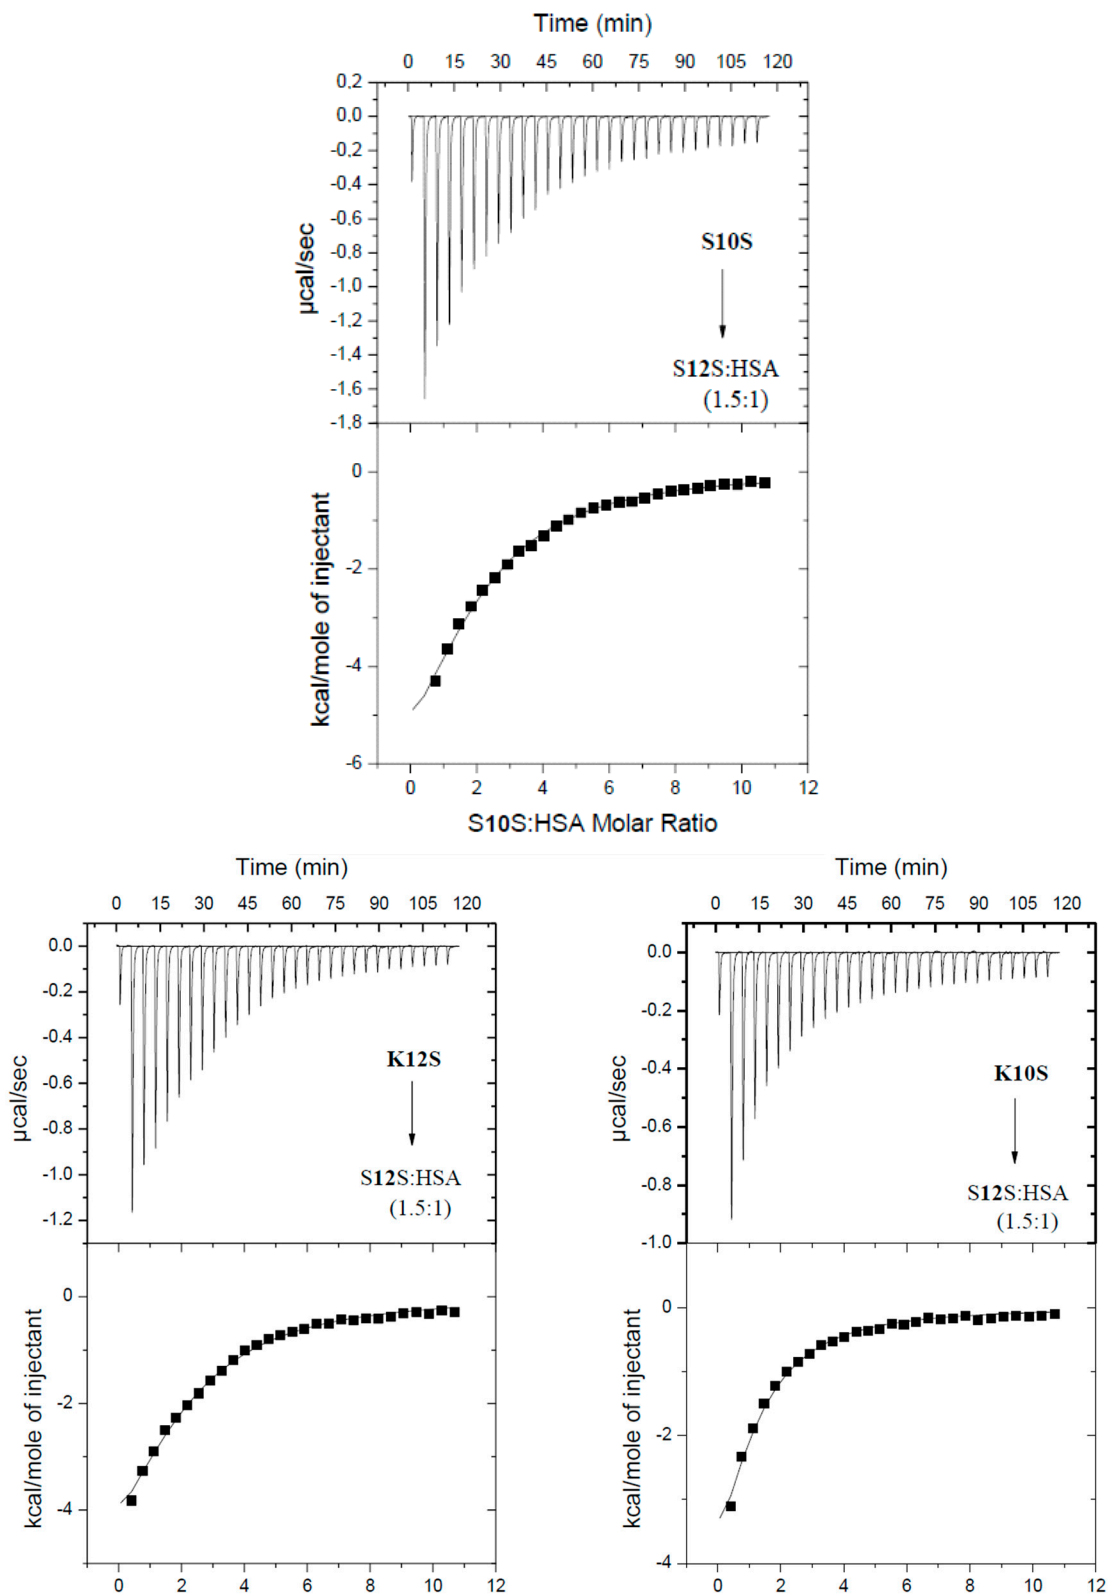 Time (min)
0 15 30 45 60 75 90 105 120
0,2
0.0
-0.2
-0.4
-0.6
-0.8
-1.0
-1.2
-1.4
-1.6
-1.8
µcal/sec
S10S
S12S:HSA
(1.5:1)
0
-2
-4
-6
kcal/mole of injectant
0 2 4 6 8 10 12
S10S:HSA Molar Ratio
Time (min)
0 15 30 45 60 75 90 105 120
0.0
-0.2
-0.4
-0.6
-0.8
-1.0
-1.2
µcal/sec
K12S
S12S:HSA
(1.5:1)
0
-2
-4
kcal/mole of injectant
0 2 4 6 8 10 12
Time (min)
0 15 30 45 60 75 90 105 120
0.0
-0.2
-0.4
-0.6
-0.8
-1.0
µcal/sec
K10S
S12S:HSA
(1.5:1)
0
-2
-4
kcal/mole of injectant
0 2 4 6 8 10 12